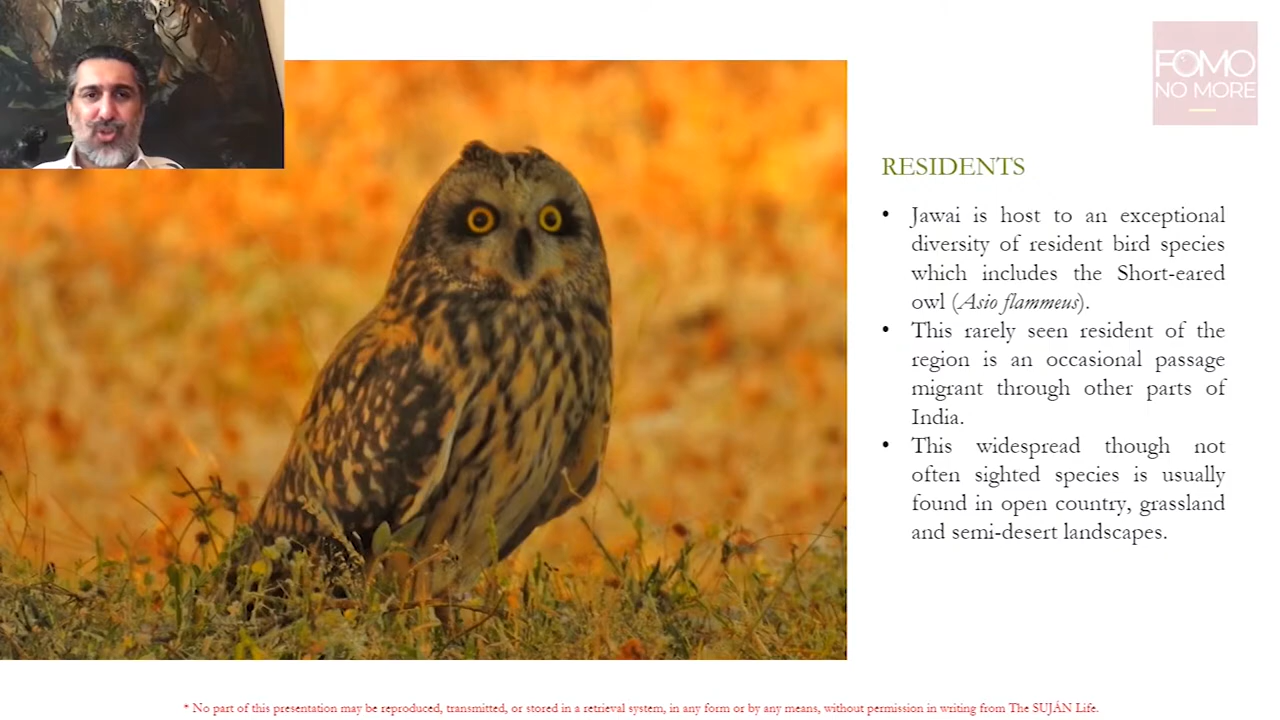 FOMO
NO MORE
RESIDENTS
• Jawai is host to an exceptional
diversity of resident bird species
which includes the Short-eared
owl (Asio flammeus).
• This rarely seen resident of the
region is an occasional passage
migrant through other parts of
India.
• This widespread though not
often sighted species is usually
found in open country, grassland
and semi-desert landscapes.
* No part of this presentation may be reproduced, transmitted, or stored in a retrieval system, in any form or by any means, without permission in writing from The SUJÁN Life.